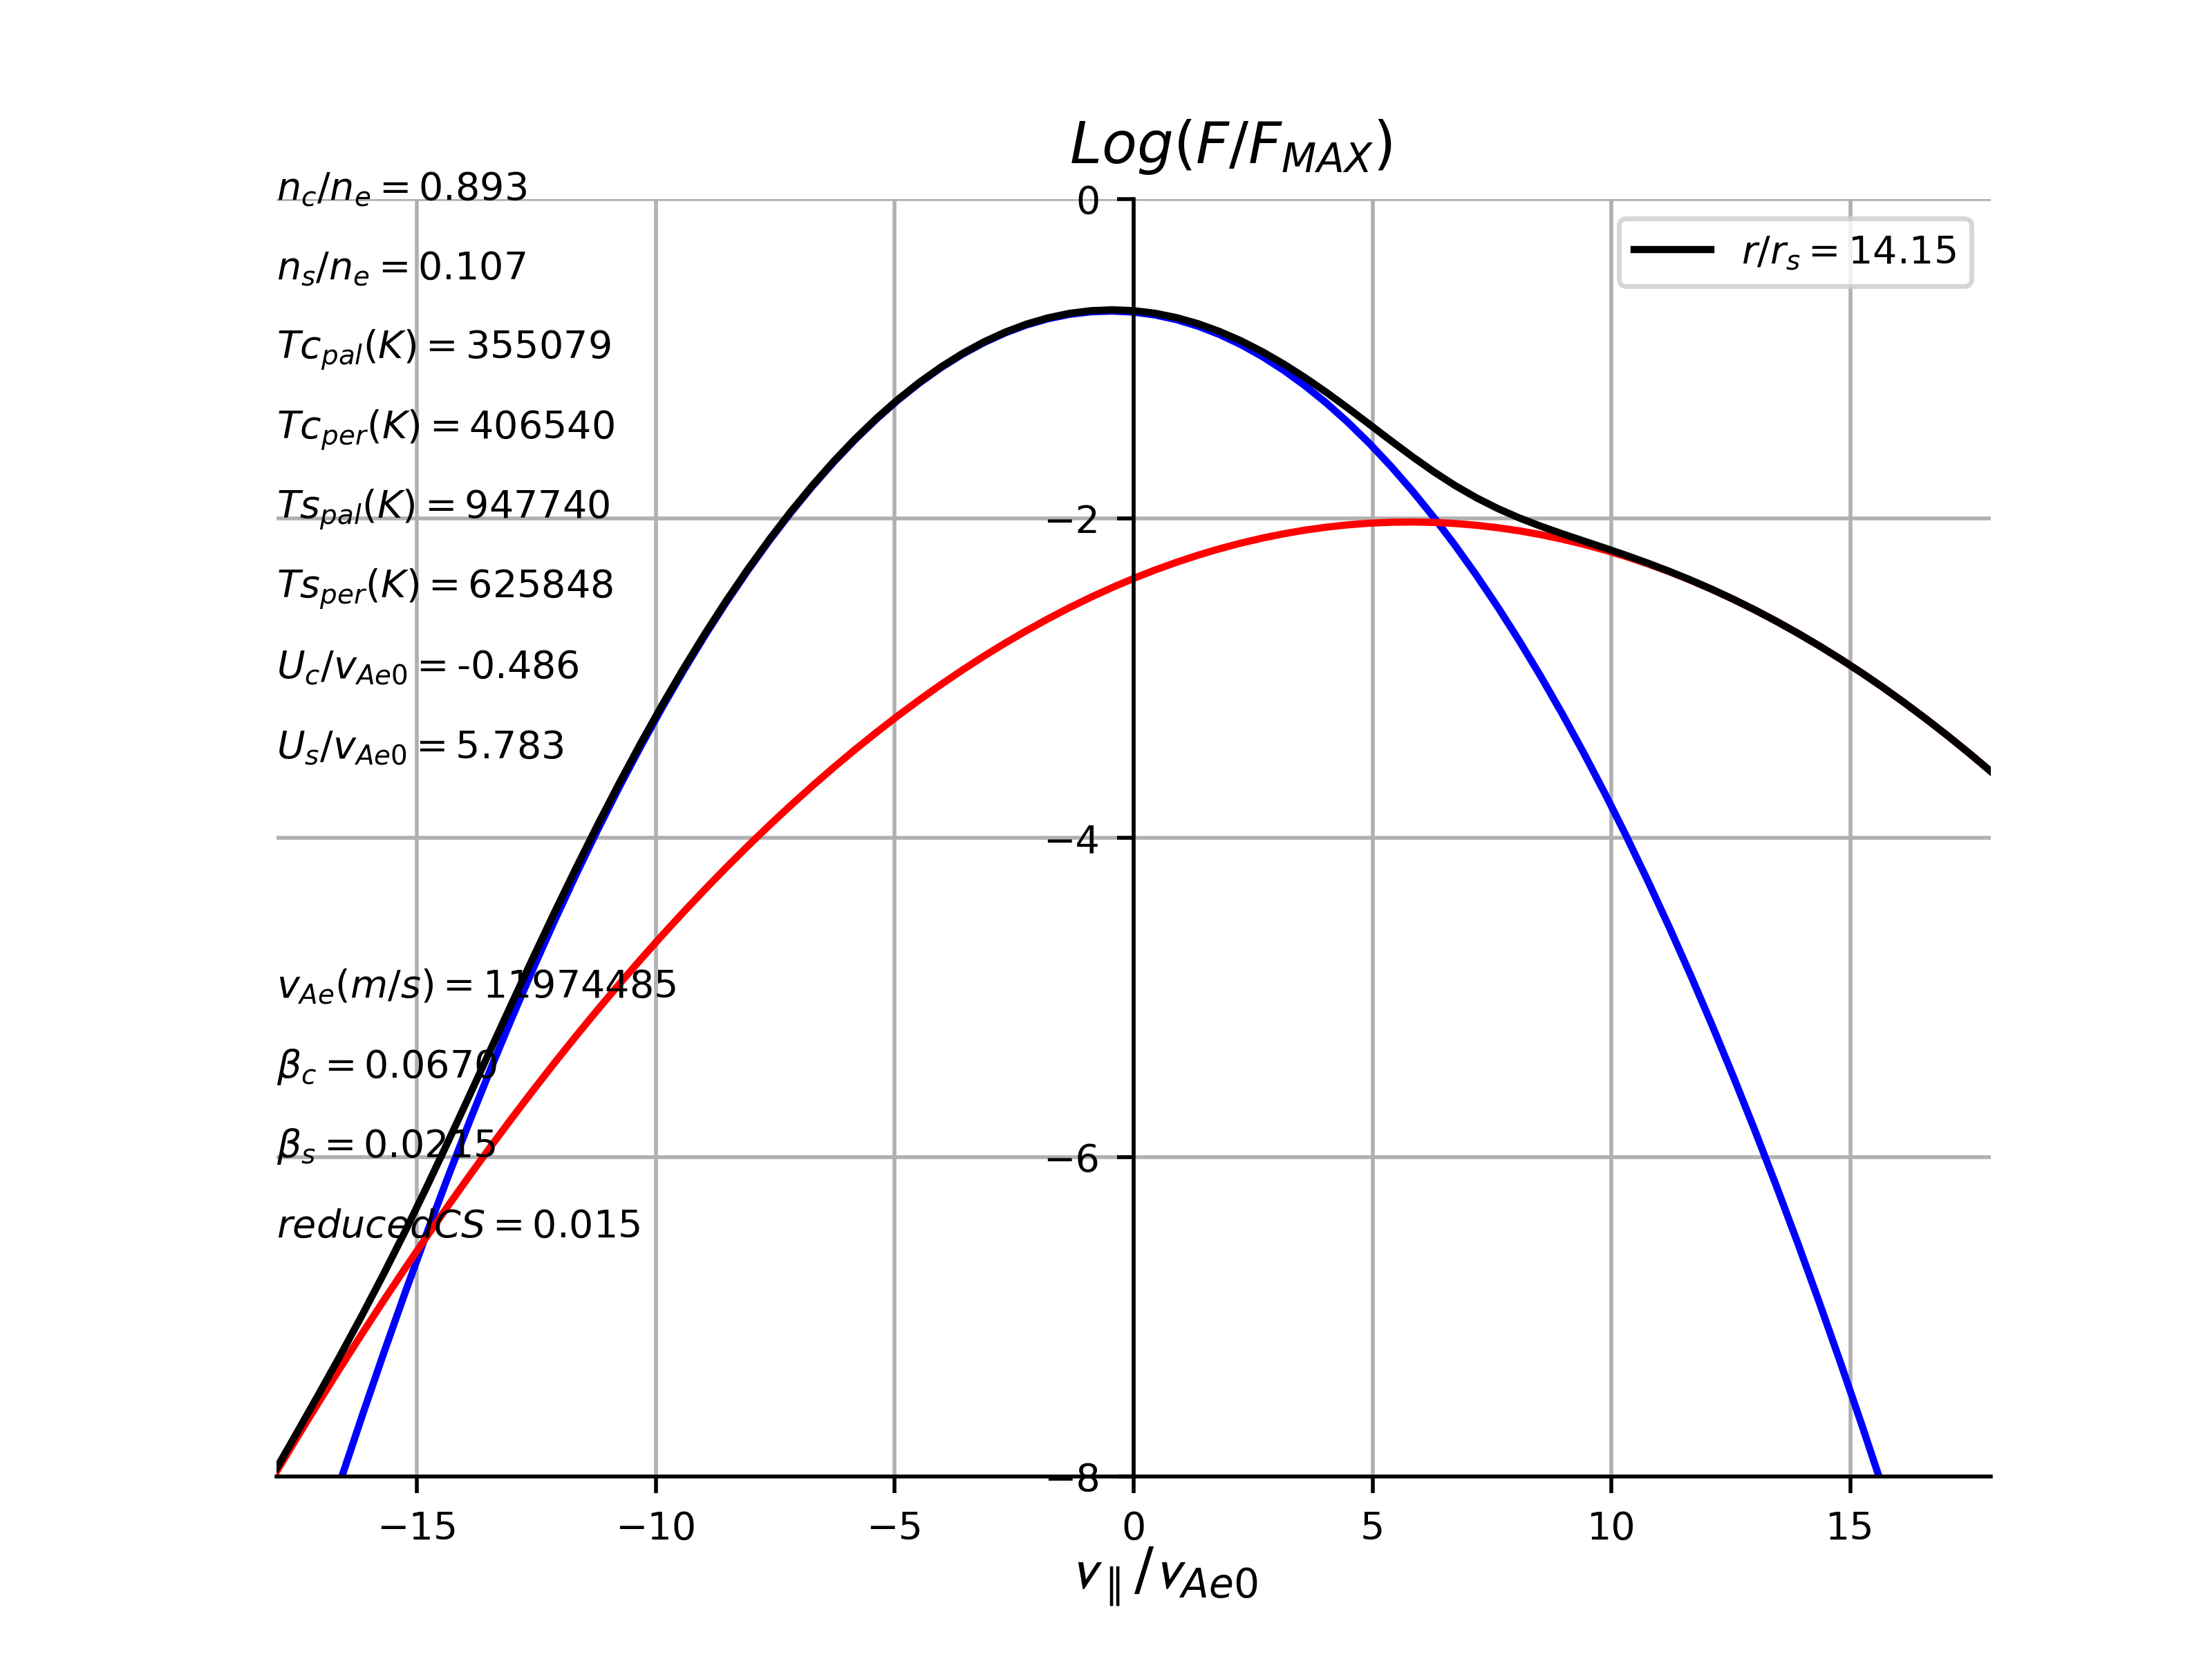 Log(F/F_MAX)
n_c/n_e = 0.893
0
r/r_s = 14.15
n_s/n_e = 0.107
Tc_pal(K) = 355079
Tc_per(K) = 406540
Ts_pal(K) = 947740
−2
Ts_per(K) = 625848
U_c/v_Ae0 = -0.486
U_s/v_Ae0 = 5.783
−4
v_Ae(m/s) = 11974485
β_c = 0.0670
β_s = 0.0215
−6
reducedCS = 0.015
−8
−15 −10 −5 0 5 10 15
v_∥/v_Ae0